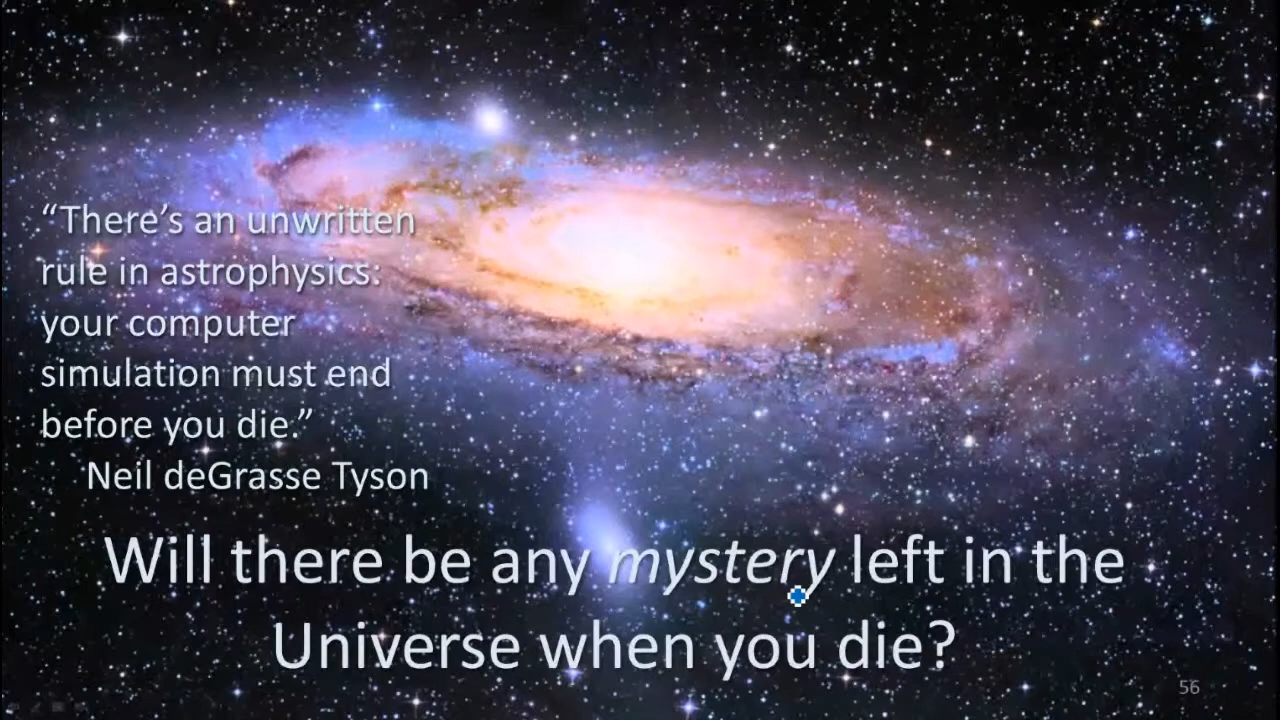 “There’s an unwritten
rule in astrophysics:
your computer
simulation must end
before you die.”
Neil deGrasse Tyson
Will there be any mystery left in the
Universe when you die?
56